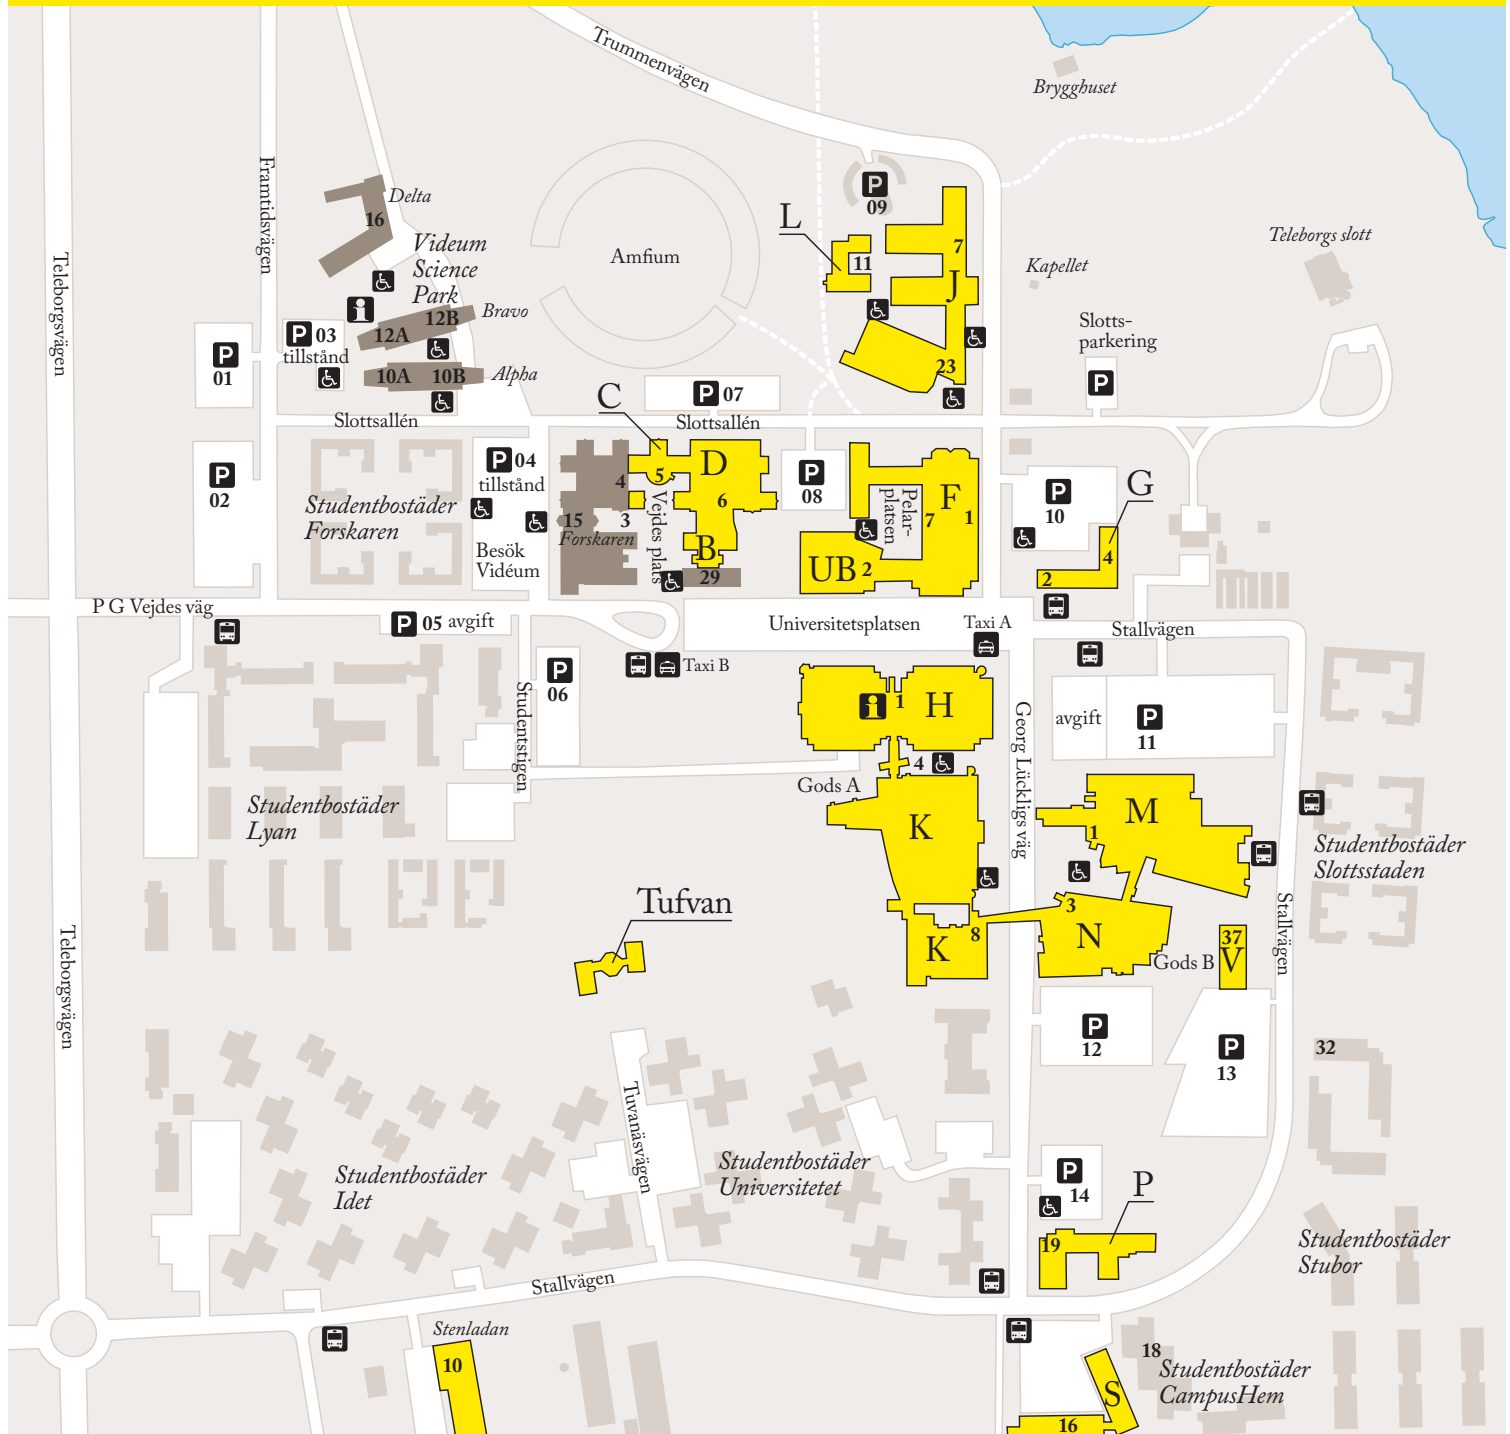 Trummenvägen
Brygghuset
Framtidsvägen
Delta
16
P
09
L
11
7
J
Teleborgs slott
Kapellet
Videum
Science
Park
Amfium
Teleborgsvägen
i
12B
12A
Bravo
P 03
tillstånd
P
01
10A
10B
Alpha
23
Slotts-
parkering
P
C
P 07
Slottsallén
Slottsallén
P
02
P 04
tillstånd
Studentbostäder
Forskaren
4
5
D
6
P
08
F
Pelar-
platsen
7
1
P
10
G
4
2
15
3
Forskaren
Vejdes plats
B
29
UB 2
Besök
Vidéum
P G Vejdes väg
P 05 avgift
Universitetsplatsen
Taxi A
Stallvägen
Taxi B
P
06
Studentstigen
i
1
H
Georg Lückligs väg
avgift
P
11
4
Gods A
K
M
1
Studentbostäder
Lyan
Studentbostäder
Slottsstaden
Tufvan
3
8
K
N
Gods B
37
V
Stallvägen
Teleborgsvägen
P
12
P
13
32
Tuvanäsvägen
Studentbostäder
Idet
Studentbostäder
Universitetet
P
14
P
19
Studentbostäder
Stubor
Stallvägen
Stenladan
10
18
Studentbostäder
CampusHem
S
16